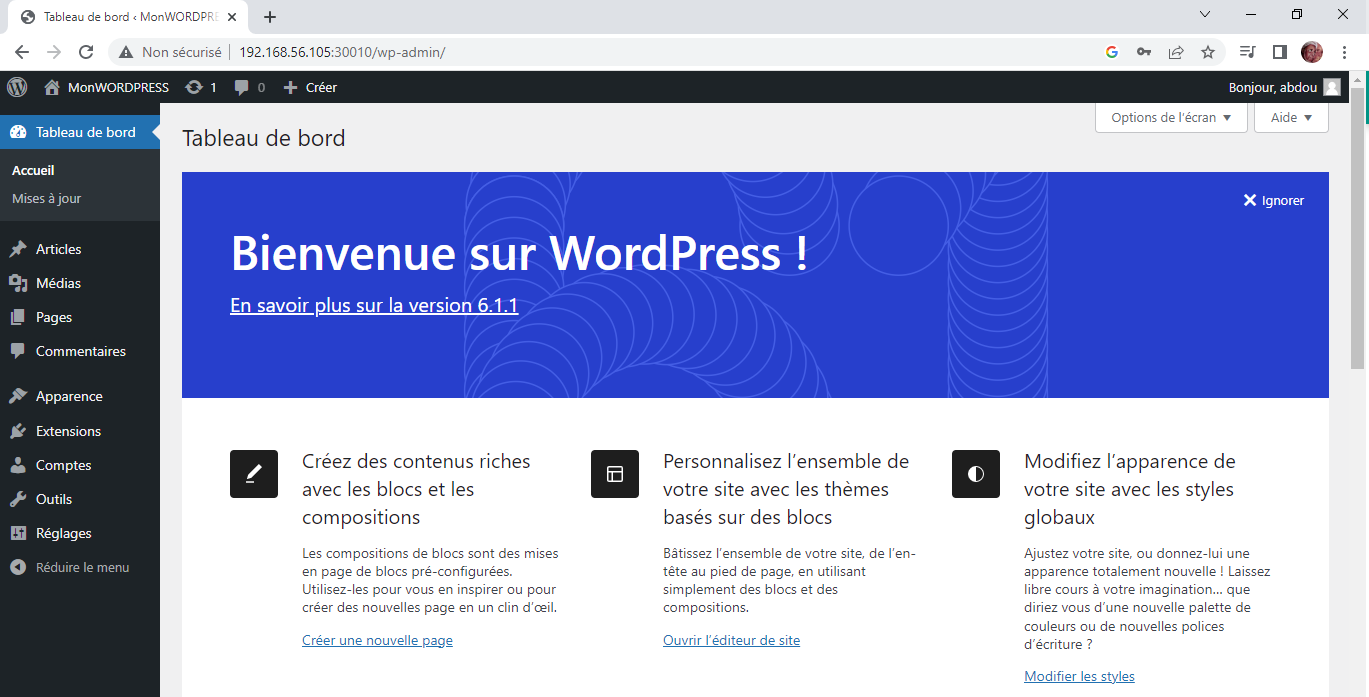 Tableau de bord ‹ MonWORDPRE
Non sécurisé
192.168.56.105:30010/wp-admin/
MonWORDPRESS
1
0
Créer
Bonjour, abdou
Tableau de bord
Accueil
Mises à jour
Articles
Médias
Pages
Commentaires
Apparence
Extensions
Comptes
Outils
Réglages
Réduire le menu
Tableau de bord
Options de l’écran
Aide
Ignorer
Bienvenue sur WordPress !
En savoir plus sur la version 6.1.1
Créez des contenus riches
avec les blocs et les
compositions
Les compositions de blocs sont des mises
en page de blocs pré-configurées.
Utilisez-les pour vous en inspirer ou pour
créer des nouvelles page en un clin d’œil.
Créer une nouvelle page
Personnalisez l’ensemble de
votre site avec les thèmes
basés sur des blocs
Bâtissez l’ensemble de votre site, de l’en-
tête au pied de page, en utilisant
simplement des blocs et des
compositions.
Ouvrir l’éditeur de site
Modifiez l’apparence de
votre site avec les styles
globaux
Ajustez votre site, ou donnez-lui une
apparence totalement nouvelle ! Laissez
libre cours à votre imagination… que
diriez vous d’une nouvelle palette de
couleurs ou de nouvelles polices
d’écriture ?
Modifier les styles